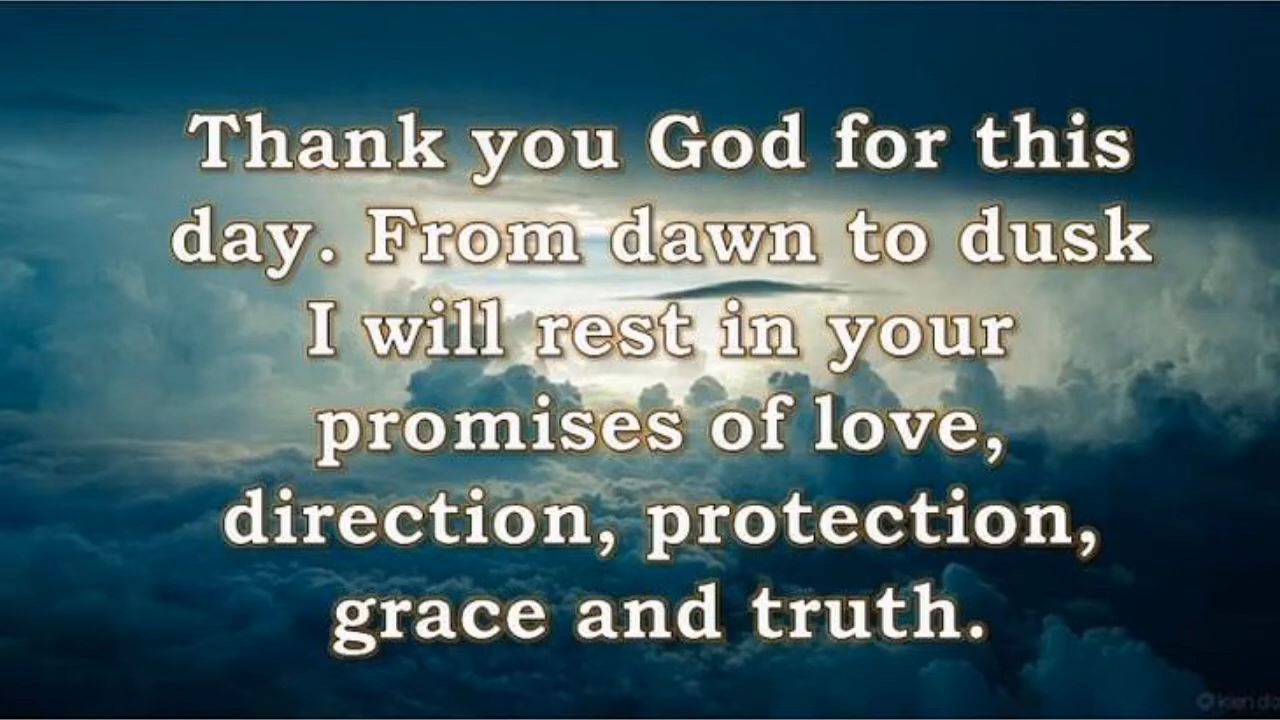 Thank you God for this
day. From dawn to dusk
I will rest in your
promises of love,
direction, protection,
grace and truth.